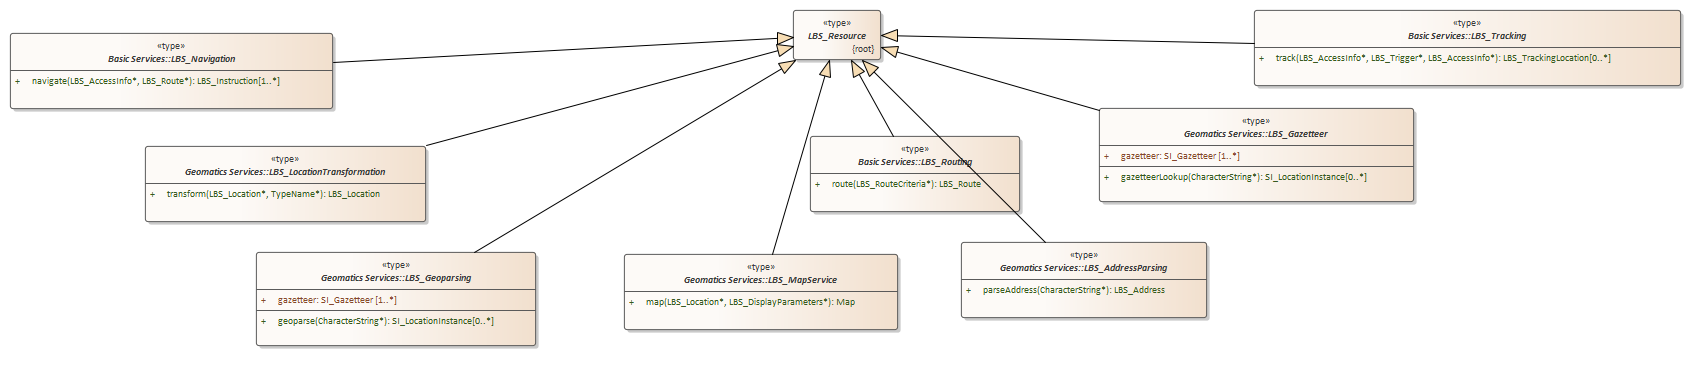 «type»
LBS_Resource
{root}
«type»
Basic Services::LBS_Navigation
+ navigate(LBS_AccessInfo*, LBS_Route*): LBS_Instruction[1..*]
«type»
Basic Services::LBS_Tracking
+ track(LBS_AccessInfo*, LBS_Trigger*, LBS_AccessInfo*): LBS_TrackingLocation[0..*]
«type»
Geomatics Services::LBS_LocationTransformation
+ transform(LBS_Location*, TypeName*): LBS_Location
«type»
Basic Services::LBS_Routing
+ route(LBS_RouteCriteria*): LBS_Route
«type»
Geomatics Services::LBS_Gazetteer
+ gazetteer: SI_Gazetteer [1..*]
+ gazetteerLookup(CharacterString*): SI_LocationInstance[0..*]
«type»
Geomatics Services::LBS_Geoparsing
+ gazetteer: SI_Gazetteer [1..*]
+ geoparse(CharacterString*): SI_LocationInstance[0..*]
«type»
Geomatics Services::LBS_MapService
+ map(LBS_Location*, LBS_DisplayParameters*): Map
«type»
Geomatics Services::LBS_AddressParsing
+ parseAddress(CharacterString*): LBS_Address